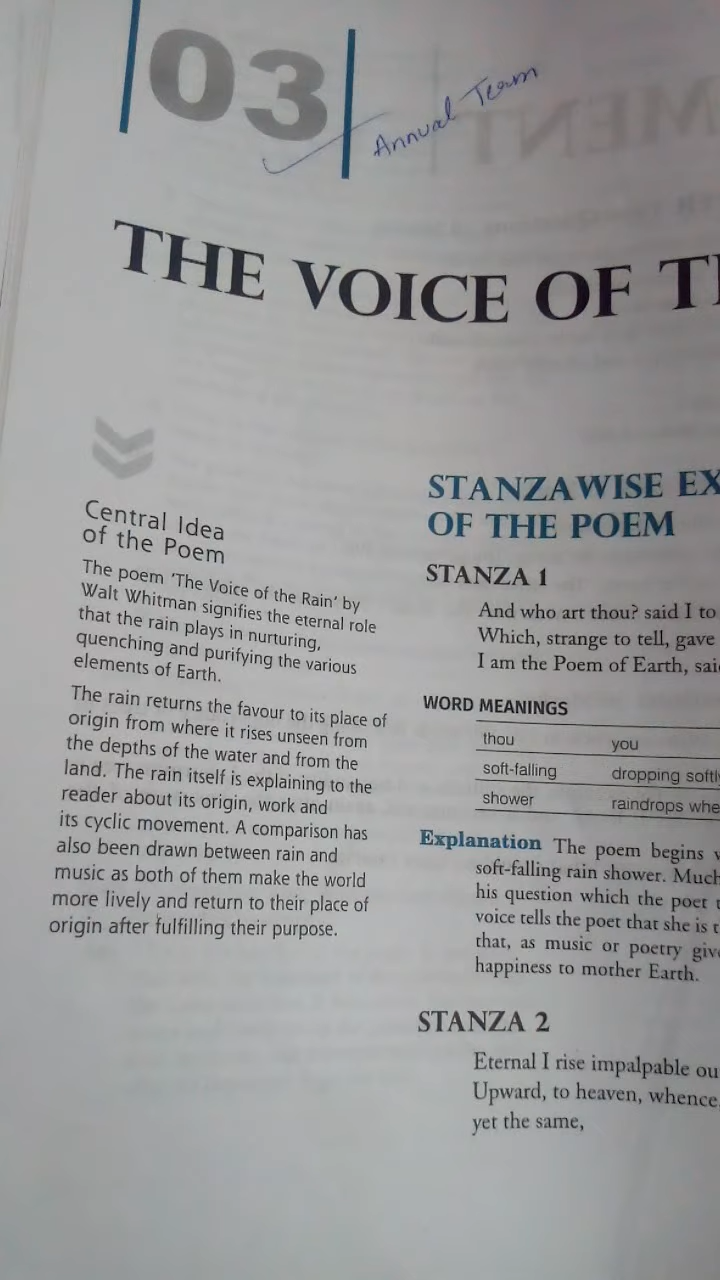 03
Annual Team
THE VOICE OF
Central Idea
of the Poem
The poem 'The Voice of the Rain' by
Walt Whitman signifies the eternal role
that the rain plays in nurturing,
quenching and purifying the various
elements of Earth.
The rain returns the favour to its place of
origin from where it rises unseen from
the depths of the water and from the
land. The rain itself is explaining to the
reader about its origin, work and
its cyclic movement. A comparison has
also been drawn between rain and
music as both of them make the world
more lively and return to their place of
origin after fulfilling their purpose.
STANZAWISE EX
OF THE POEM
STANZA 1
And who art thou? said I to
Which, strange to tell, gave
I am the Poem of Earth, said
WORD MEANINGS
thou you
soft-falling dropping softly
shower raindrops whe
Explanation The poem begins
soft-falling rain shower. Much
his question which the poet
voice tells the poet that she is
that, as music or poetry give
happiness to mother Earth.
STANZA 2
Eternal I rise impalpable ou
Upward, to heaven, whence,
yet the same,